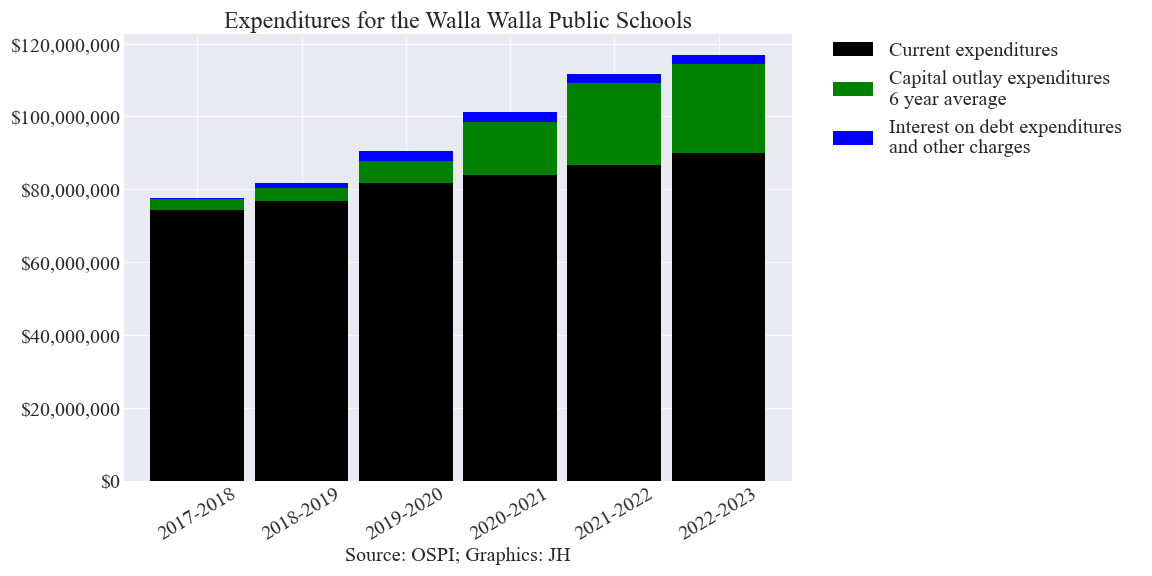 Expenditures for the Walla Walla Public Schools
$120,000,000
$100,000,000
$80,000,000
$60,000,000
$40,000,000
$20,000,000
$0
2017-2018
2018-2019
2019-2020
2020-2021
2021-2022
2022-2023
Source: OSPI; Graphics: JH
Current expenditures
Capital outlay expenditures
6 year average
Interest on debt expenditures
and other charges